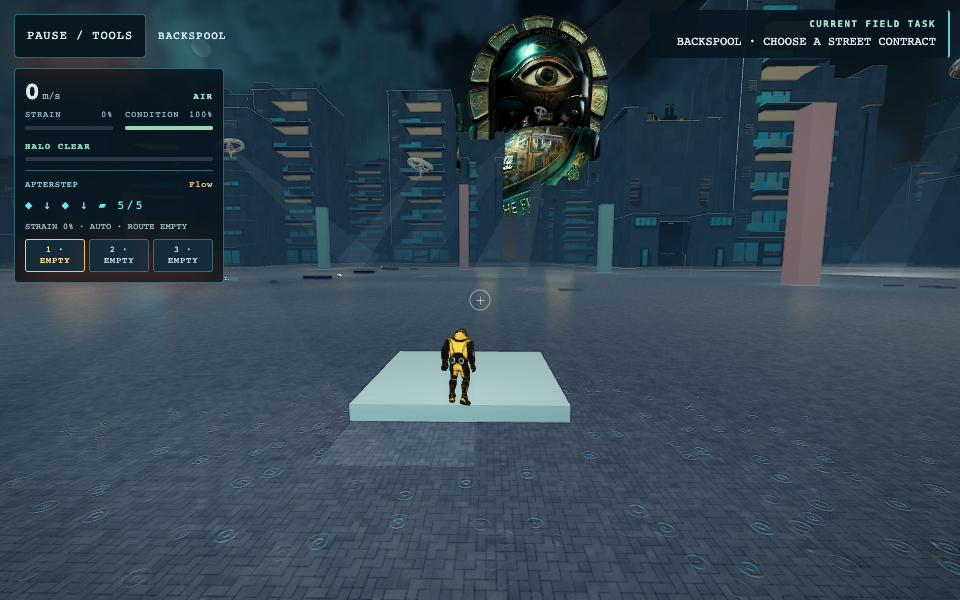 PAUSE / TOOLS
BACKSPOOL
CURRENT FIELD TASK
BACKSPOOL · CHOOSE A STREET CONTRACT
0 m/s
AIR
STRAIN 0%
CONDITION 100%
HALO CLEAR
AFTERSTEP
Flow
5/5
STRAIN 0% · AUTO · ROUTE EMPTY
1 ·
EMPTY
2 ·
EMPTY
3 ·
EMPTY